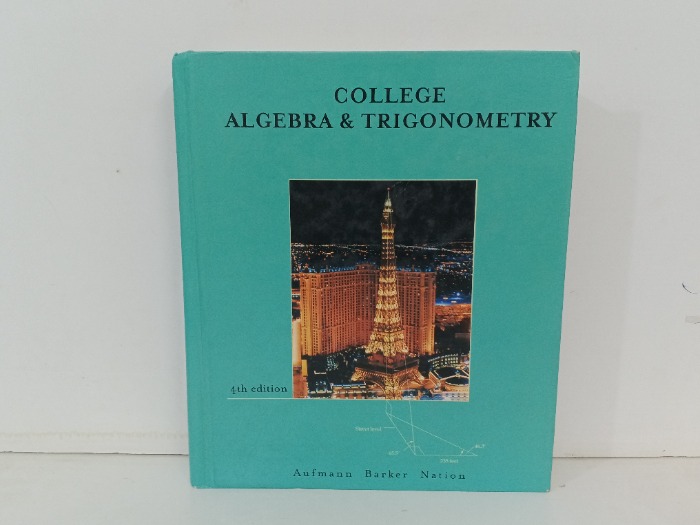 COLLEGE
ALGEBRA & TRIGONOMETRY
4th edition
Aufmann Barker Nation